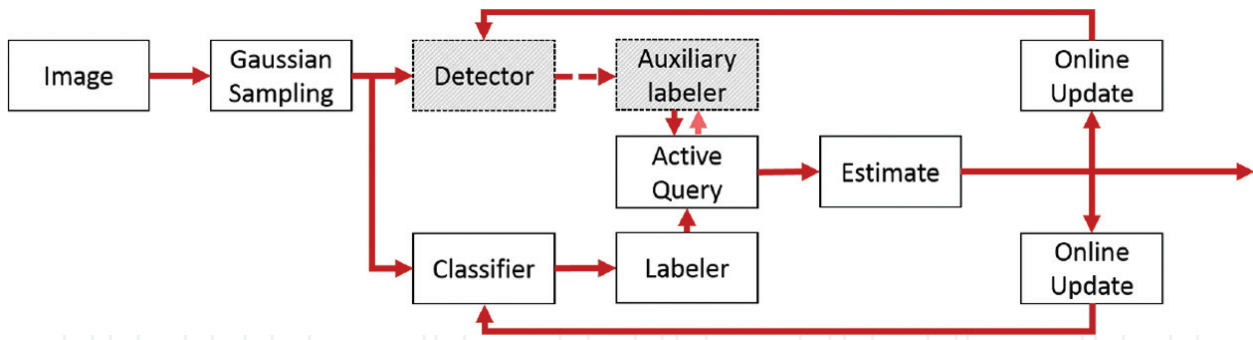 Image
Gaussian
Sampling
Detector
Auxiliary
labeler
Online
Update
Active
Query
Estimate
Classifier
Labeler
Online
Update